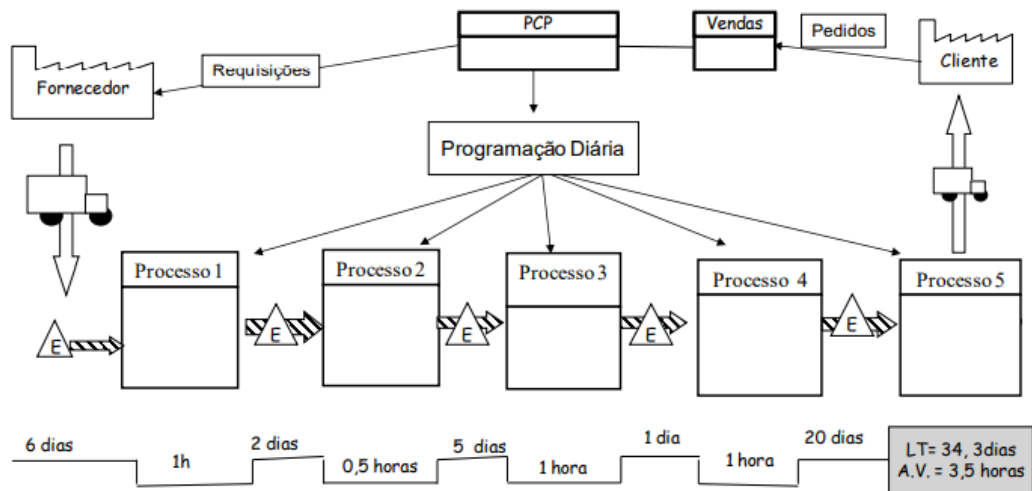 PCP
Vendas
Pedidos
Cliente
Requisições
Fornecedor
Programação Diária
Processo 1
Processo 2
Processo 3
Processo 4
Processo 5
E
E
E
E
E
6 dias
1h
2 dias
0,5 horas
5 dias
1 hora
1 dia
1 hora
20 dias
LT= 34, 3dias
A.V. = 3,5 horas